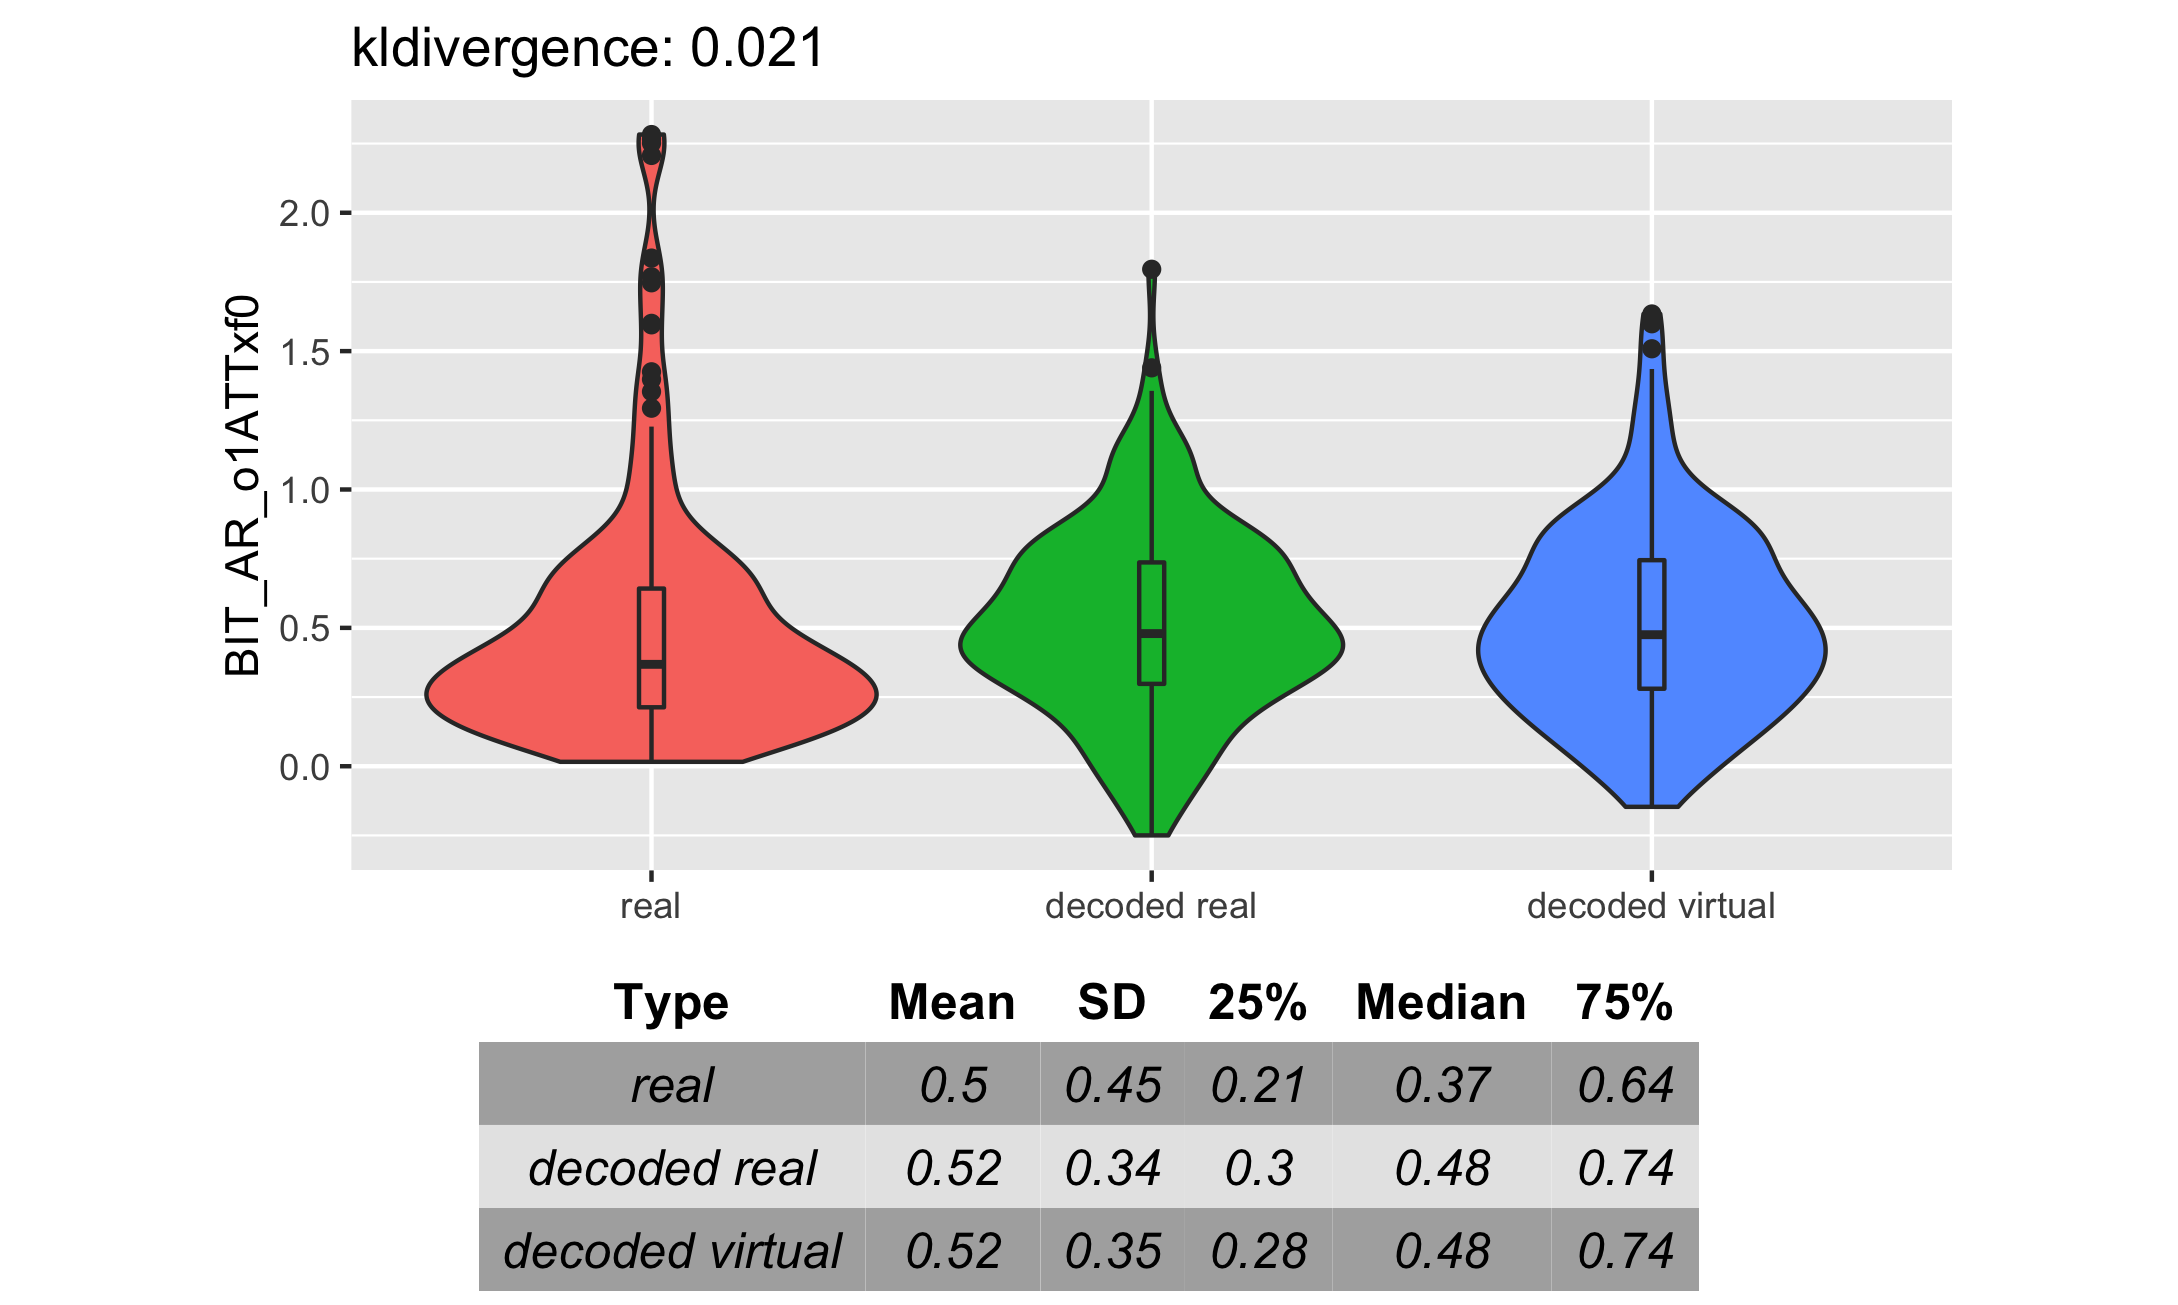 kldivergence: 0.021
BIT_AR_o1ATTxf0
2.0
1.5
1.0
0.5
0.0
real decoded real decoded virtual
Type Mean SD 25% Median 75%
real 0.5 0.45 0.21 0.37 0.64
decoded real 0.52 0.34 0.3 0.48 0.74
decoded virtual 0.52 0.35 0.28 0.48 0.74